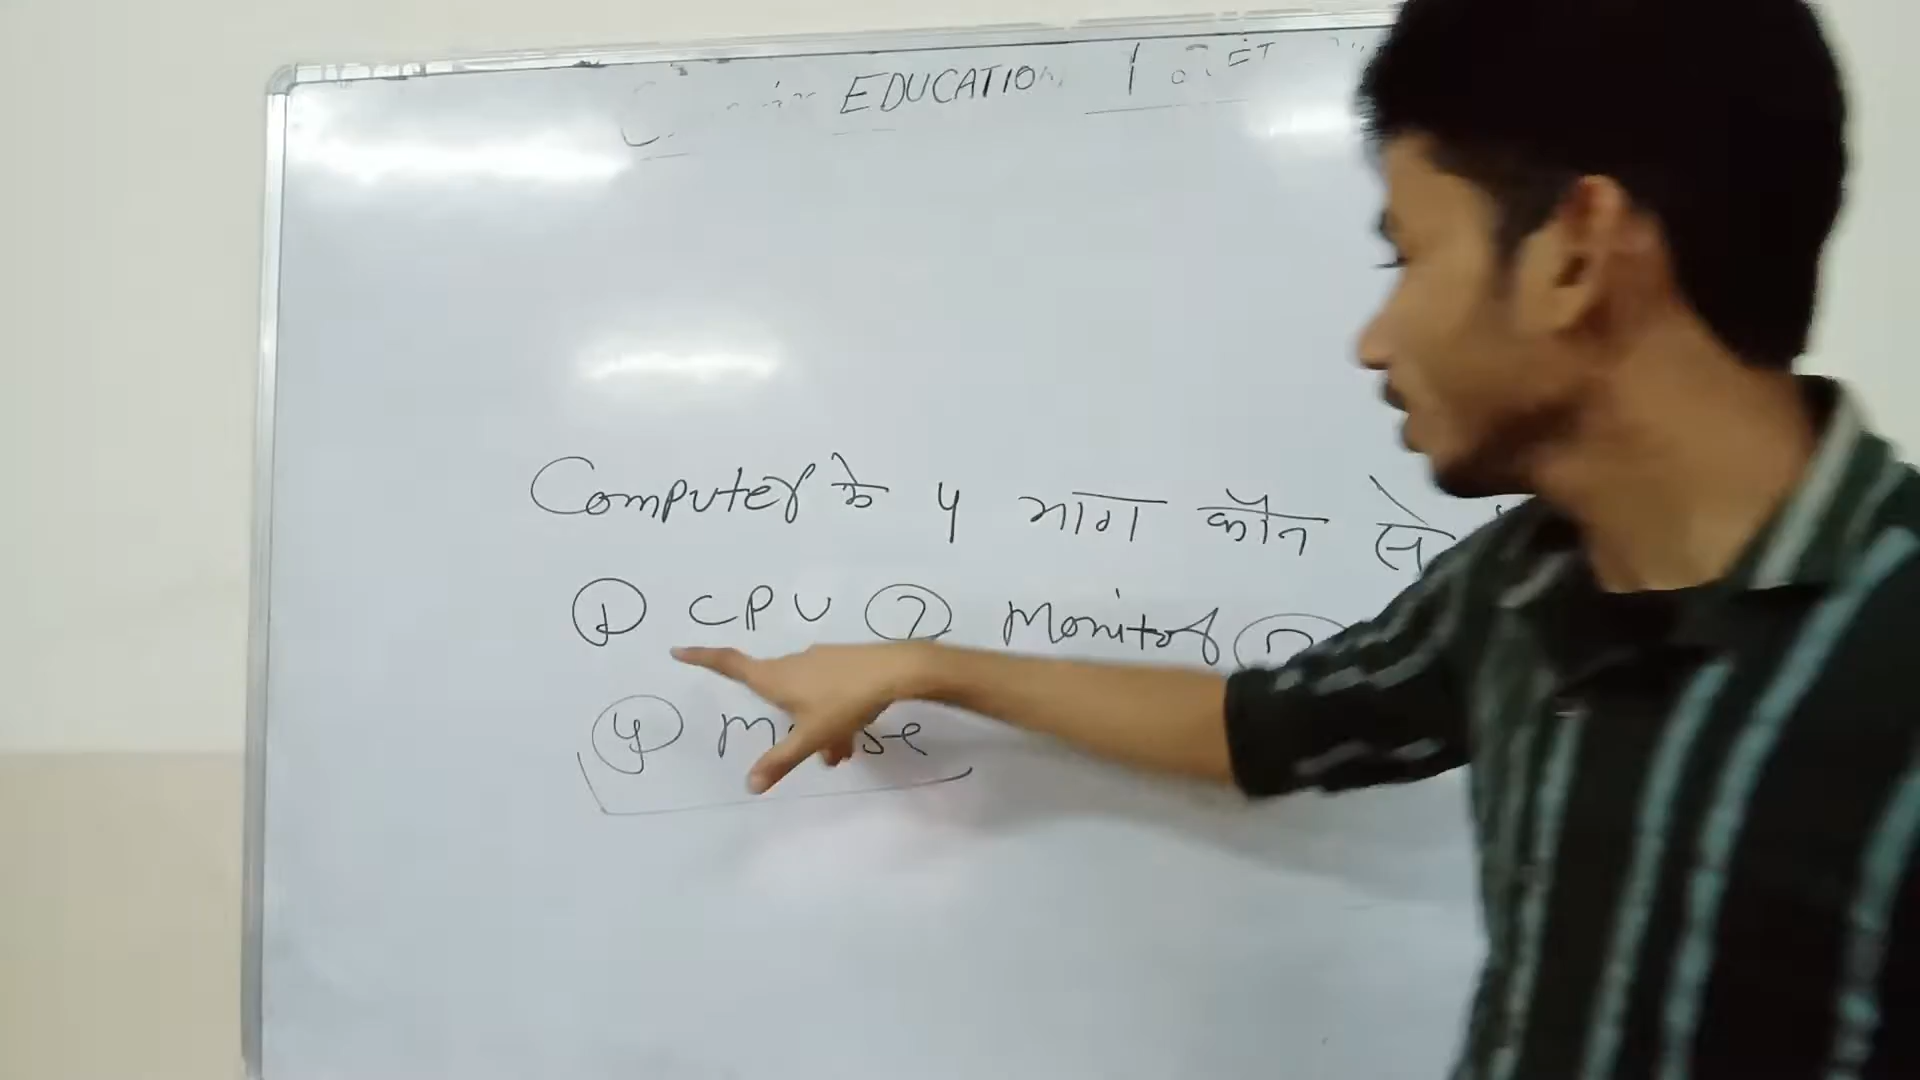 EDUCATION
Computer के 4 भाग कौन से
① CPU ② Monitor ③
④ Mouse